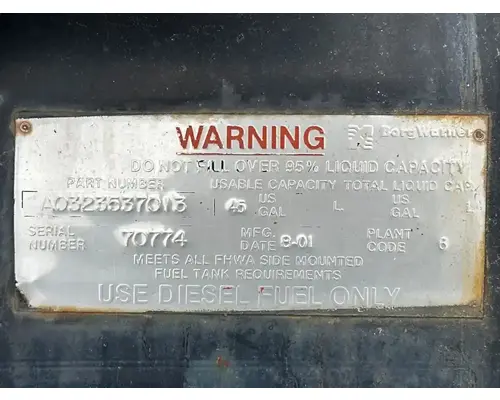 WARNING
BorgWarner
DO NOT FILL OVER 95% LIQUID CAPACITY
PART NUMBER USABLE CAPACITY TOTAL LIQUID CAP.
A0323537013 45 US GAL L US GAL L
SERIAL NUMBER 70774 MFG. DATE 9-01 PLANT CODE 6
MEETS ALL FHWA SIDE MOUNTED
FUEL TANK REQUIREMENTS
USE DIESEL FUEL ONLY